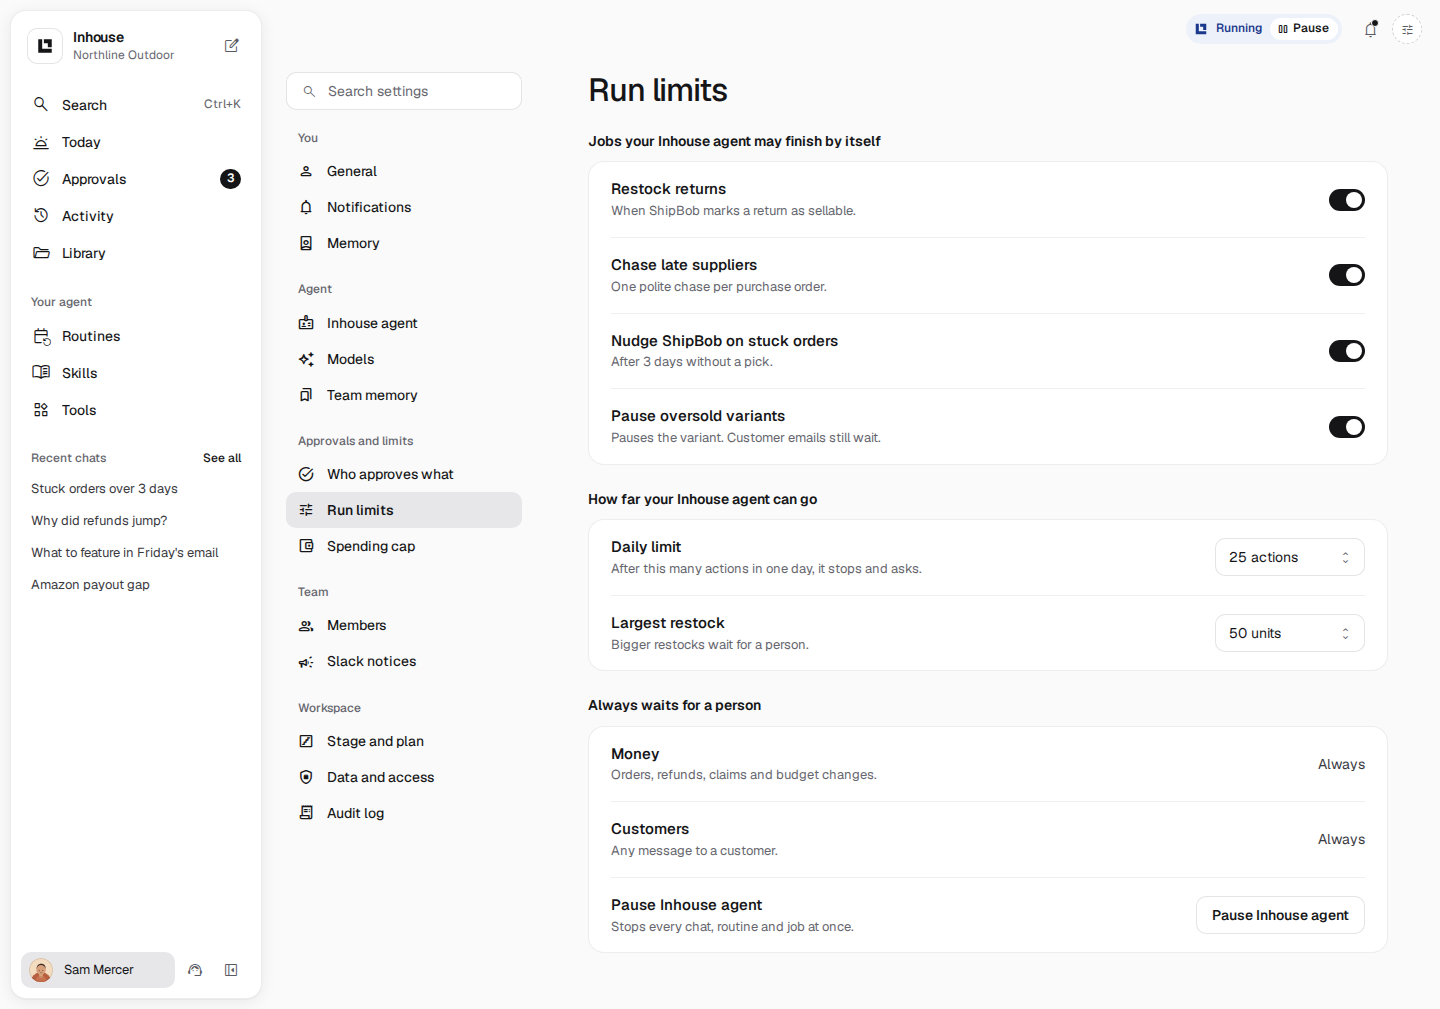 Inhouse
Northline Outdoor
Search Ctrl+K
Today
Approvals 3
Activity
Library
Your agent
Routines
Skills
Tools
Recent chats See all
Stuck orders over 3 days
Why did refunds jump?
What to feature in Friday's email
Amazon payout gap
Sam Mercer
Search settings
You
General
Notifications
Memory
Agent
Inhouse agent
Models
Team memory
Approvals and limits
Who approves what
Run limits
Spending cap
Team
Members
Slack notices
Workspace
Stage and plan
Data and access
Audit log
Running Pause
Run limits
Jobs your Inhouse agent may finish by itself
Restock returns
When ShipBob marks a return as sellable.
Chase late suppliers
One polite chase per purchase order.
Nudge ShipBob on stuck orders
After 3 days without a pick.
Pause oversold variants
Pauses the variant. Customer emails still wait.
How far your Inhouse agent can go
Daily limit
After this many actions in one day, it stops and asks.
25 actions
Largest restock
Bigger restocks wait for a person.
50 units
Always waits for a person
Money
Orders, refunds, claims and budget changes.
Always
Customers
Any message to a customer.
Always
Pause Inhouse agent
Stops every chat, routine and job at once.
Pause Inhouse agent